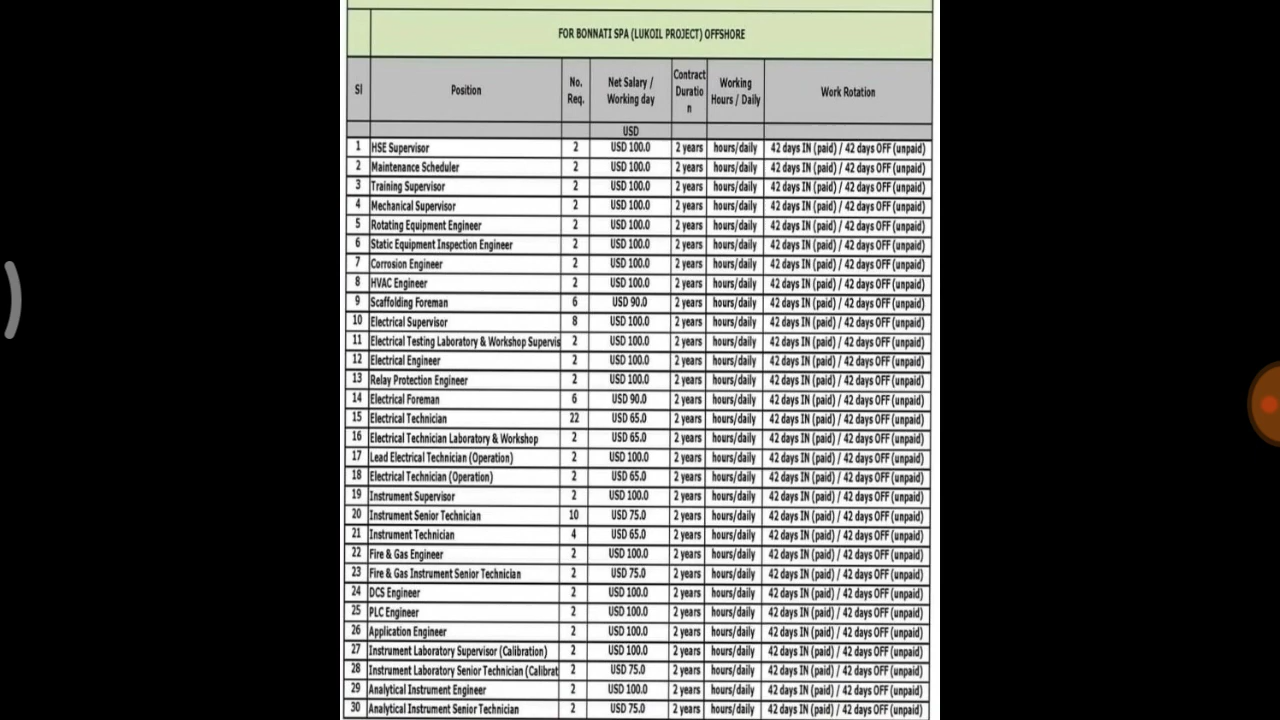 FOR BONNATI SPA (LUKOIL PROJECT) OFFSHORE
Sl Position No. Req. Net Salary / Working day Contract Duratio n Working Hours / Daily Work Rotation
USD
1 HSE Supervisor 2 USD 100.0 2 years hours/daily 42 days IN (paid) / 42 days OFF (unpaid)
2 Maintenance Scheduler 2 USD 100.0 2 years hours/daily 42 days IN (paid) / 42 days OFF (unpaid)
3 Training Supervisor 2 USD 100.0 2 years hours/daily 42 days IN (paid) / 42 days OFF (unpaid)
4 Mechanical Supervisor 2 USD 100.0 2 years hours/daily 42 days IN (paid) / 42 days OFF (unpaid)
5 Rotating Equipment Engineer 2 USD 100.0 2 years hours/daily 42 days IN (paid) / 42 days OFF (unpaid)
6 Static Equipment Inspection Engineer 2 USD 100.0 2 years hours/daily 42 days IN (paid) / 42 days OFF (unpaid)
7 Corrosion Engineer 2 USD 100.0 2 years hours/daily 42 days IN (paid) / 42 days OFF (unpaid)
8 HVAC Engineer 2 USD 100.0 2 years hours/daily 42 days IN (paid) / 42 days OFF (unpaid)
9 Scaffolding Foreman 6 USD 90.0 2 years hours/daily 42 days IN (paid) / 42 days OFF (unpaid)
10 Electrical Supervisor 8 USD 100.0 2 years hours/daily 42 days IN (paid) / 42 days OFF (unpaid)
11 Electrical Testing Laboratory & Workshop Supervis 2 USD 100.0 2 years hours/daily 42 days IN (paid) / 42 days OFF (unpaid)
12 Electrical Engineer 2 USD 100.0 2 years hours/daily 42 days IN (paid) / 42 days OFF (unpaid)
13 Relay Protection Engineer 2 USD 100.0 2 years hours/daily 42 days IN (paid) / 42 days OFF (unpaid)
14 Electrical Foreman 6 USD 90.0 2 years hours/daily 42 days IN (paid) / 42 days OFF (unpaid)
15 Electrical Technician 22 USD 65.0 2 years hours/daily 42 days IN (paid) / 42 days OFF (unpaid)
16 Electrical Technician Laboratory & Workshop 2 USD 65.0 2 years hours/daily 42 days IN (paid) / 42 days OFF (unpaid)
17 Lead Electrical Technician (Operation) 2 USD 100.0 2 years hours/daily 42 days IN (paid) / 42 days OFF (unpaid)
18 Electrical Technician (Operation) 2 USD 65.0 2 years hours/daily 42 days IN (paid) / 42 days OFF (unpaid)
19 Instrument Supervisor 2 USD 100.0 2 years hours/daily 42 days IN (paid) / 42 days OFF (unpaid)
20 Instrument Senior Technician 10 USD 75.0 2 years hours/daily 42 days IN (paid) / 42 days OFF (unpaid)
21 Instrument Technician 4 USD 65.0 2 years hours/daily 42 days IN (paid) / 42 days OFF (unpaid)
22 Fire & Gas Engineer 2 USD 100.0 2 years hours/daily 42 days IN (paid) / 42 days OFF (unpaid)
23 Fire & Gas Instrument Senior Technician 2 USD 75.0 2 years hours/daily 42 days IN (paid) / 42 days OFF (unpaid)
24 DCS Engineer 2 USD 100.0 2 years hours/daily 42 days IN (paid) / 42 days OFF (unpaid)
25 PLC Engineer 2 USD 100.0 2 years hours/daily 42 days IN (paid) / 42 days OFF (unpaid)
26 Application Engineer 2 USD 100.0 2 years hours/daily 42 days IN (paid) / 42 days OFF (unpaid)
27 Instrument Laboratory Supervisor (Calibration) 2 USD 100.0 2 years hours/daily 42 days IN (paid) / 42 days OFF (unpaid)
28 Instrument Laboratory Senior Technician (Calibrat 2 USD 75.0 2 years hours/daily 42 days IN (paid) / 42 days OFF (unpaid)
29 Analytical Instrument Engineer 2 USD 100.0 2 years hours/daily 42 days IN (paid) / 42 days OFF (unpaid)
30 Analytical Instrument Senior Technician 2 USD 75.0 2 years hours/daily 42 days IN (paid) / 42 days OFF (unpaid)